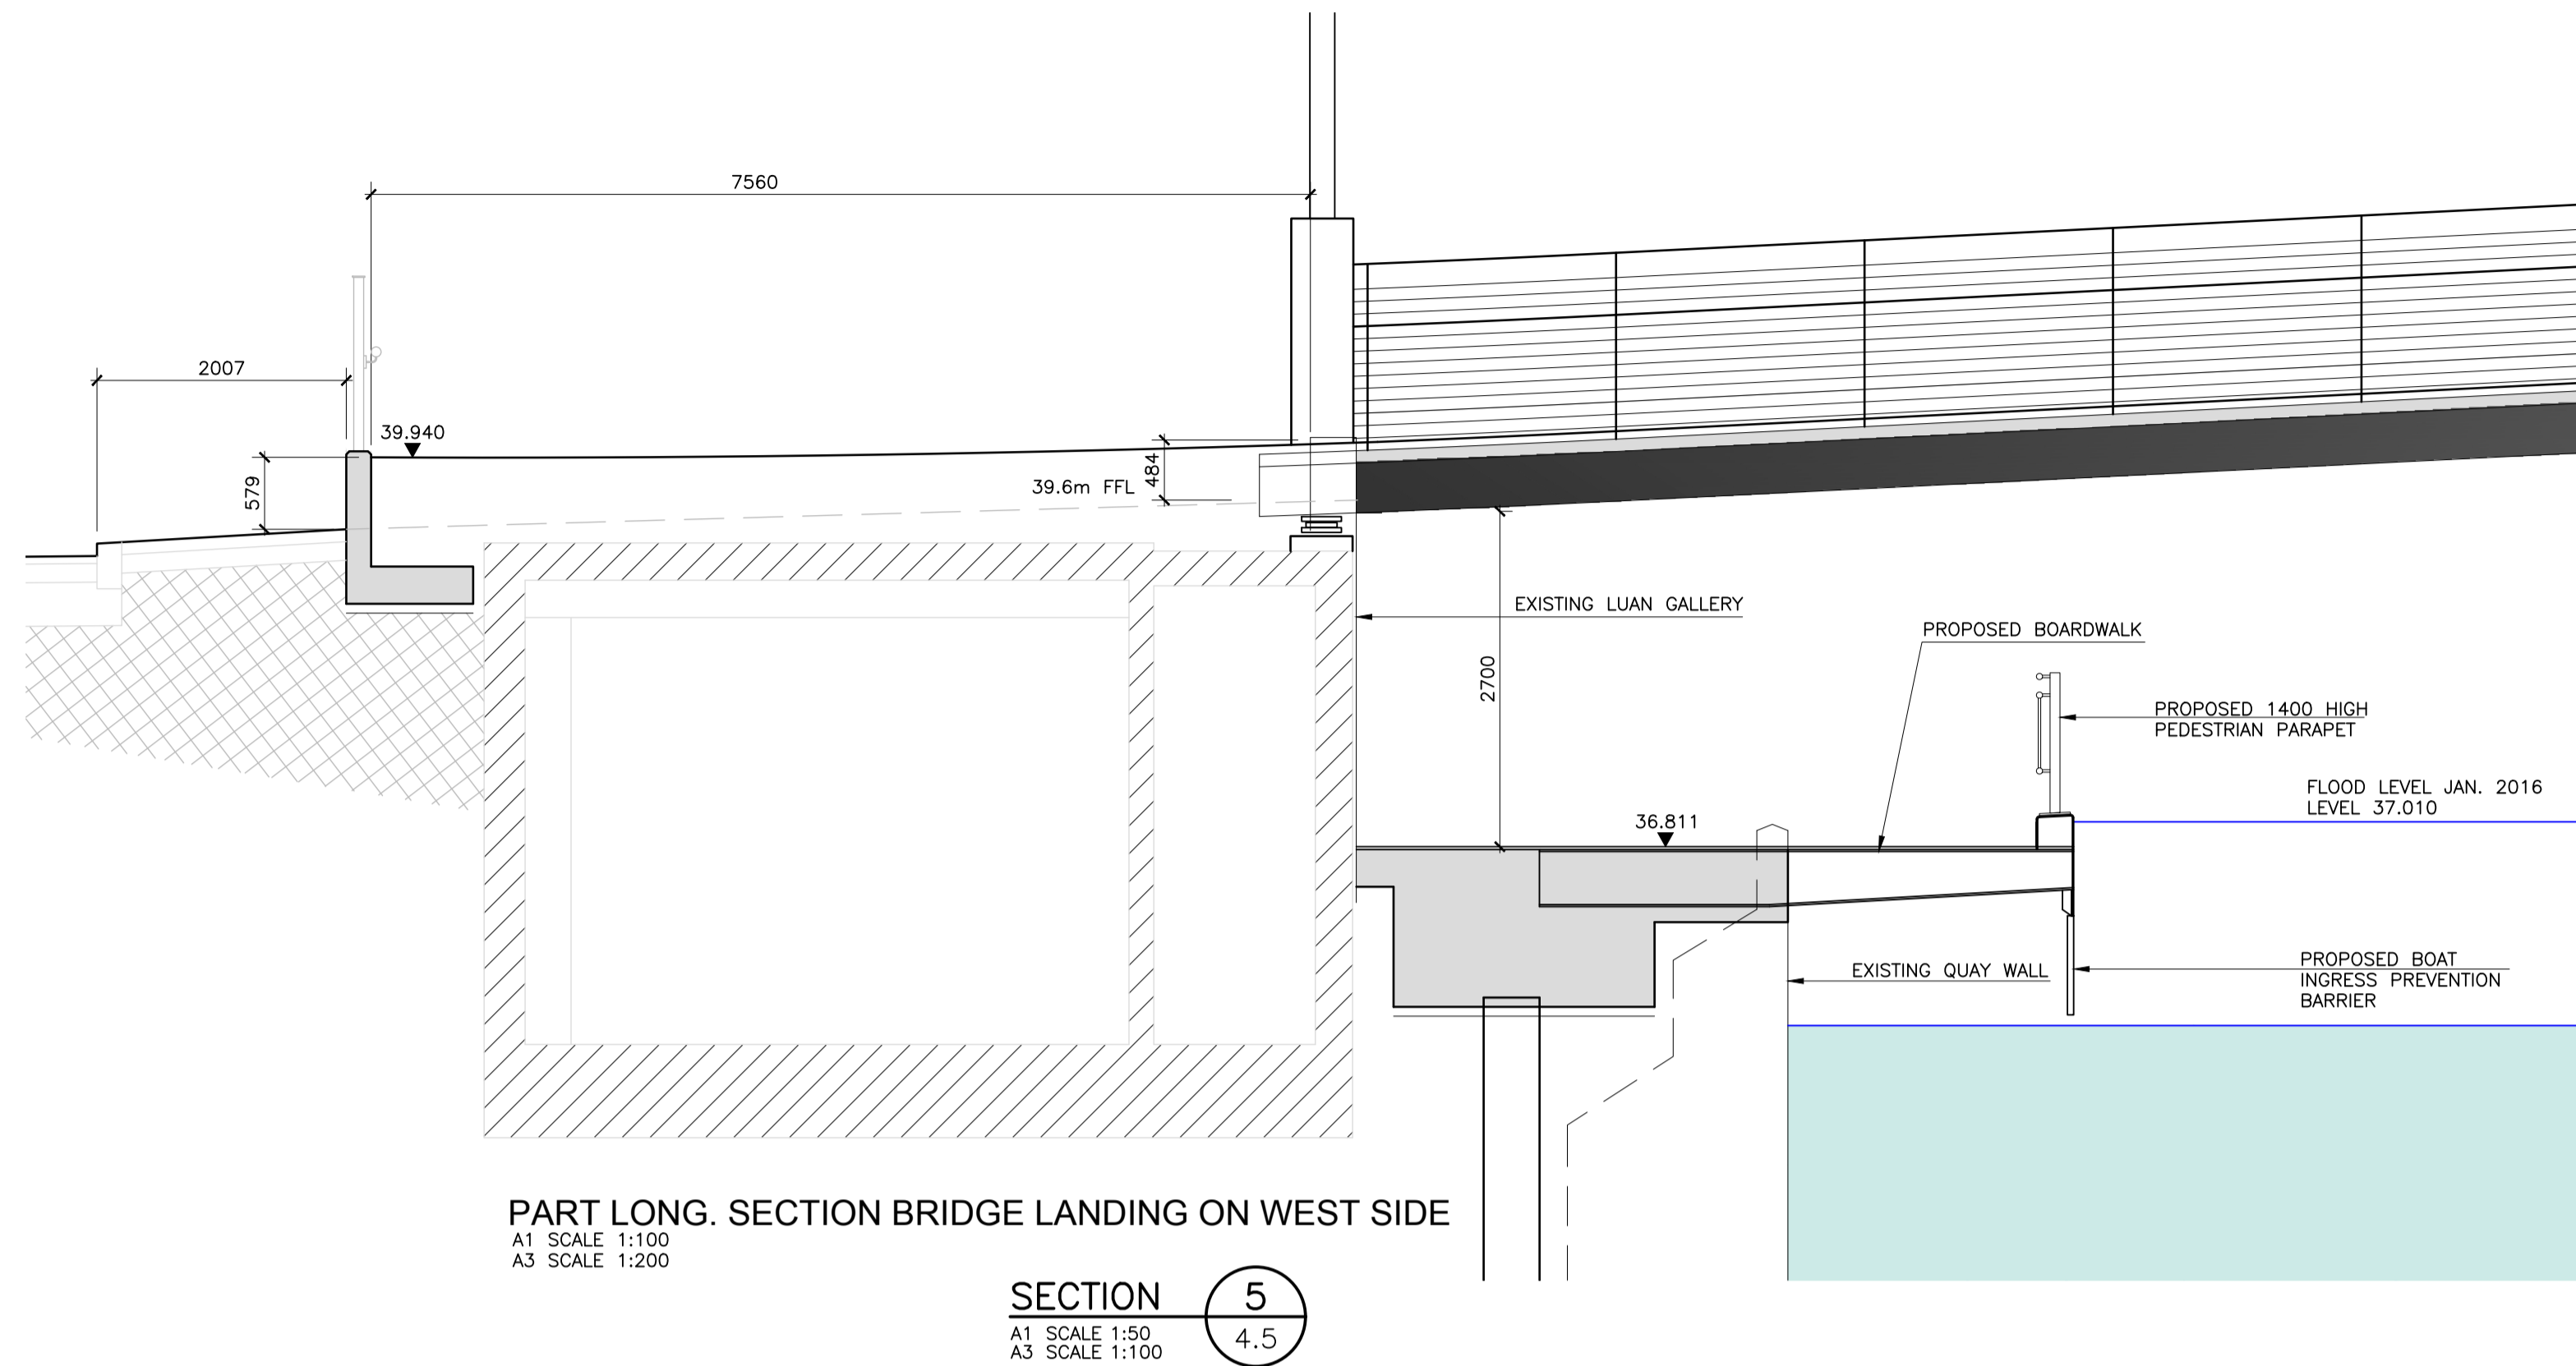 7560
2007
39.940
579
484
39.6m FFL
EXISTING LUAN GALLERY
PROPOSED BOARDWALK
2700
PROPOSED 1400 HIGH
PEDESTRIAN PARAPET
FLOOD LEVEL JAN. 2016
LEVEL 37.010
36.811
EXISTING QUAY WALL
PROPOSED BOAT
INGRESS PREVENTION
BARRIER
PART LONG. SECTION BRIDGE LANDING ON WEST SIDE
A1 SCALE 1:100
A3 SCALE 1:200
SECTION
5
4.5
A1 SCALE 1:50
A3 SCALE 1:100